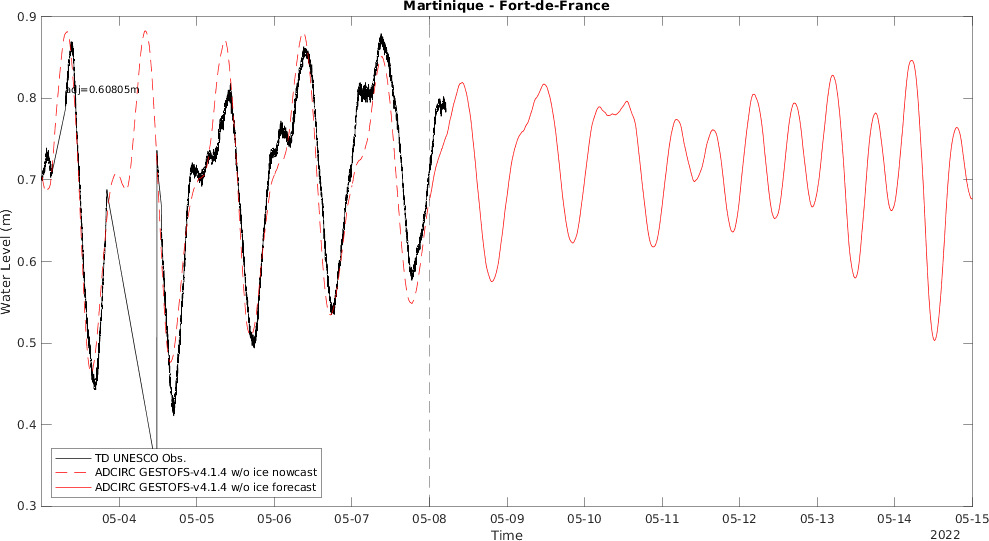 Martinique - Fort-de-France
Water Level (m)
0.9
0.8
0.7
0.6
0.5
0.4
0.3
adj=0.60805m
TD UNESCO Obs.
ADCIRC GESTOFS-v4.1.4 w/o ice nowcast
ADCIRC GESTOFS-v4.1.4 w/o ice forecast
05-04 05-05 05-06 05-07 05-08 05-09 05-10 05-11 05-12 05-13 05-14 05-15
Time
2022